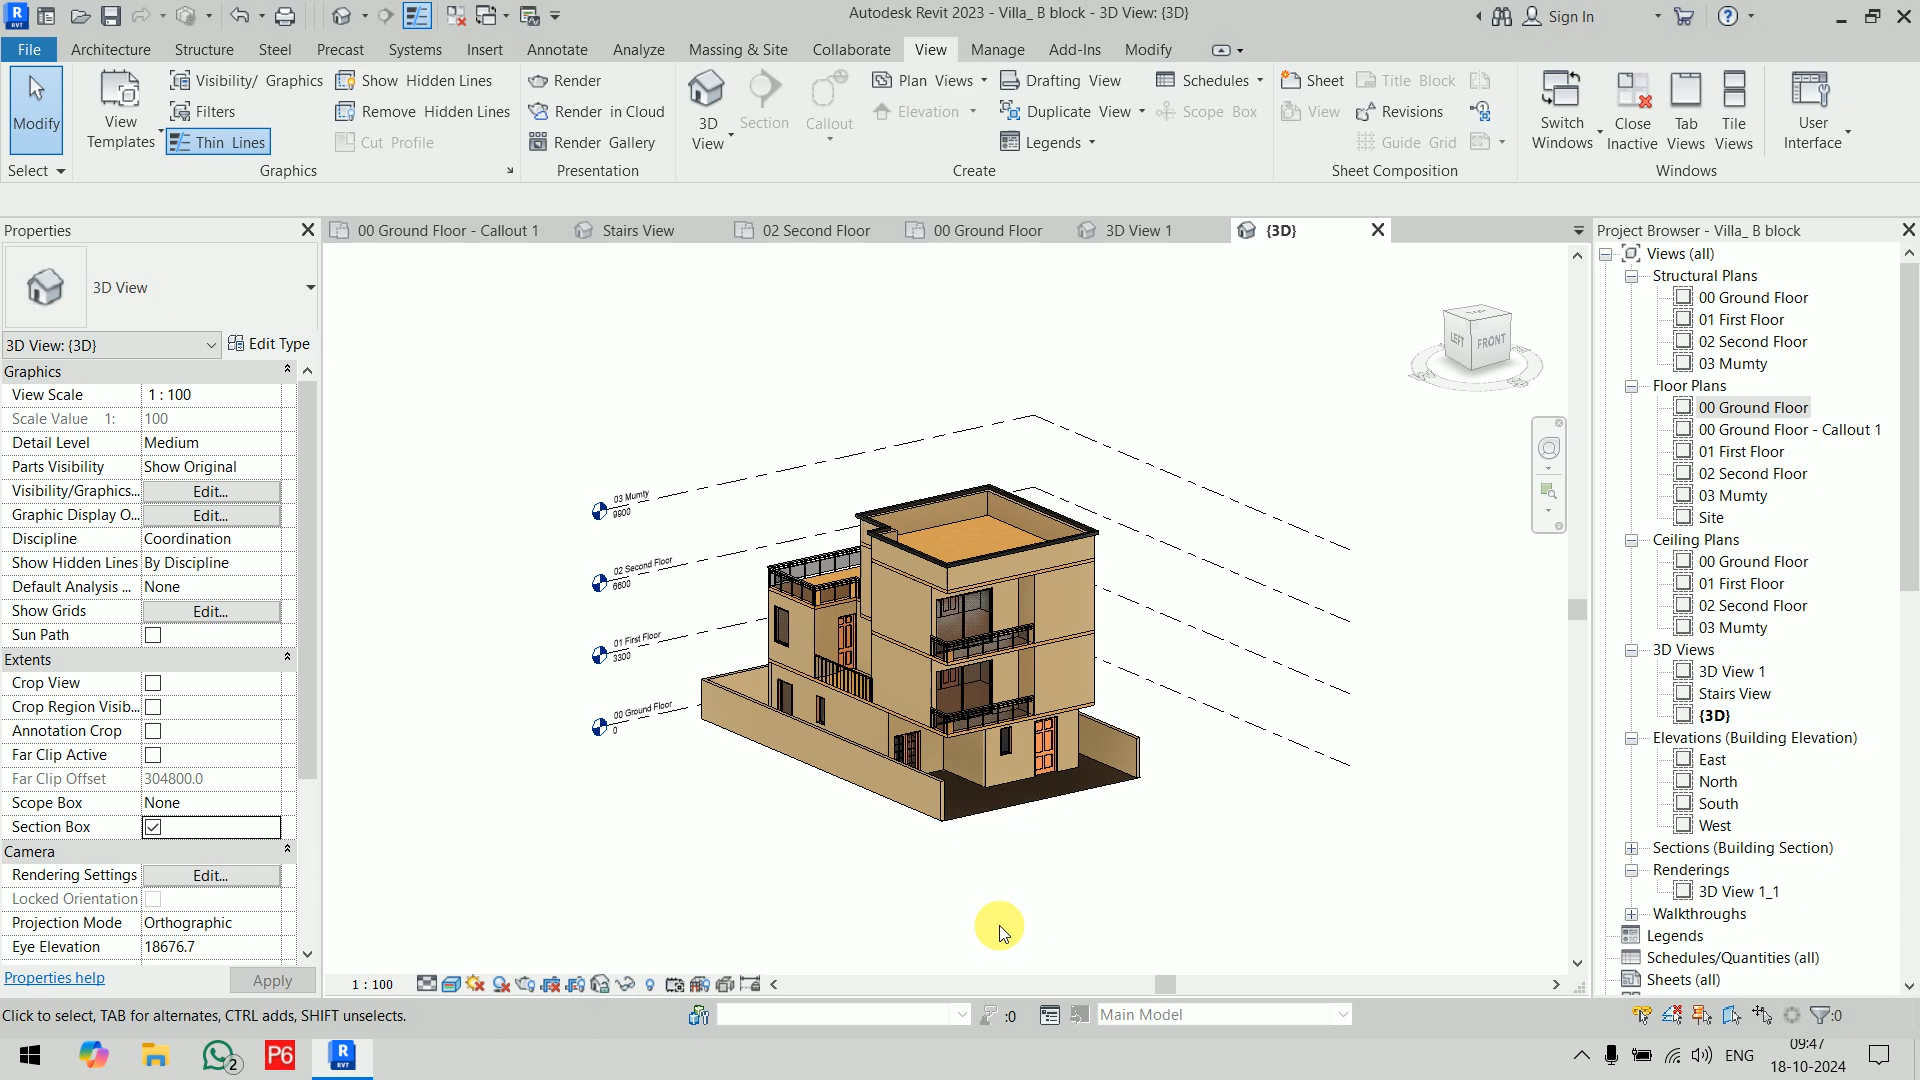 Autodesk Revit 2023 - Villa_ B block - 3D View: {3D}
Sign In
File Architecture Structure Steel Precast Systems Insert Annotate Analyze Massing & Site Collaborate View Manage Add-Ins Modify
Modify
Select
View
Templates
Visibility/ Graphics
Filters
Thin Lines
Show Hidden Lines
Remove Hidden Lines
Cut Profile
Graphics
Render
Render in Cloud
Render Gallery
Presentation
3D
View
Section
Callout
Plan Views
Elevation
Drafting View
Duplicate View
Legends
Schedules
Scope Box
Create
Sheet
View
Title Block
Revisions
Guide Grid
Sheet Composition
Switch
Windows
Close
Inactive
Tab
Views
Tile
Views
User
Interface
Windows
Properties
3D View
3D View: {3D}
Edit Type
Graphics
View Scale 1 : 100
Scale Value 1: 100
Detail Level Medium
Parts Visibility Show Original
Visibility/Graphics... Edit...
Graphic Display O... Edit...
Discipline Coordination
Show Hidden Lines By Discipline
Default Analysis ... None
Show Grids Edit...
Sun Path
Extents
Crop View
Crop Region Visib...
Annotation Crop
Far Clip Active
Far Clip Offset 304800.0
Scope Box None
Section Box
Camera
Rendering Settings Edit...
Locked Orientation
Projection Mode Orthographic
Eye Elevation 18676.7
Properties help
Apply
00 Ground Floor - Callout 1
Stairs View
02 Second Floor
00 Ground Floor
3D View 1
{3D}
TOP
LEFT
FRONT
03 Mumty
9900
02 Second Floor
6600
01 First Floor
3300
00 Ground Floor
0
1 : 100
Project Browser - Villa_ B block
Views (all)
Structural Plans
00 Ground Floor
01 First Floor
02 Second Floor
03 Mumty
Floor Plans
00 Ground Floor
00 Ground Floor - Callout 1
01 First Floor
02 Second Floor
03 Mumty
Site
Ceiling Plans
00 Ground Floor
01 First Floor
02 Second Floor
03 Mumty
3D Views
3D View 1
Stairs View
{3D}
Elevations (Building Elevation)
East
North
South
West
Sections (Building Section)
Renderings
3D View 1_1
Walkthroughs
Legends
Schedules/Quantities (all)
Sheets (all)
Click to select, TAB for alternates, CTRL adds, SHIFT unselects.
:0
Main Model
:0
2
P6
R
RVT
ENG
09:47
18-10-2024